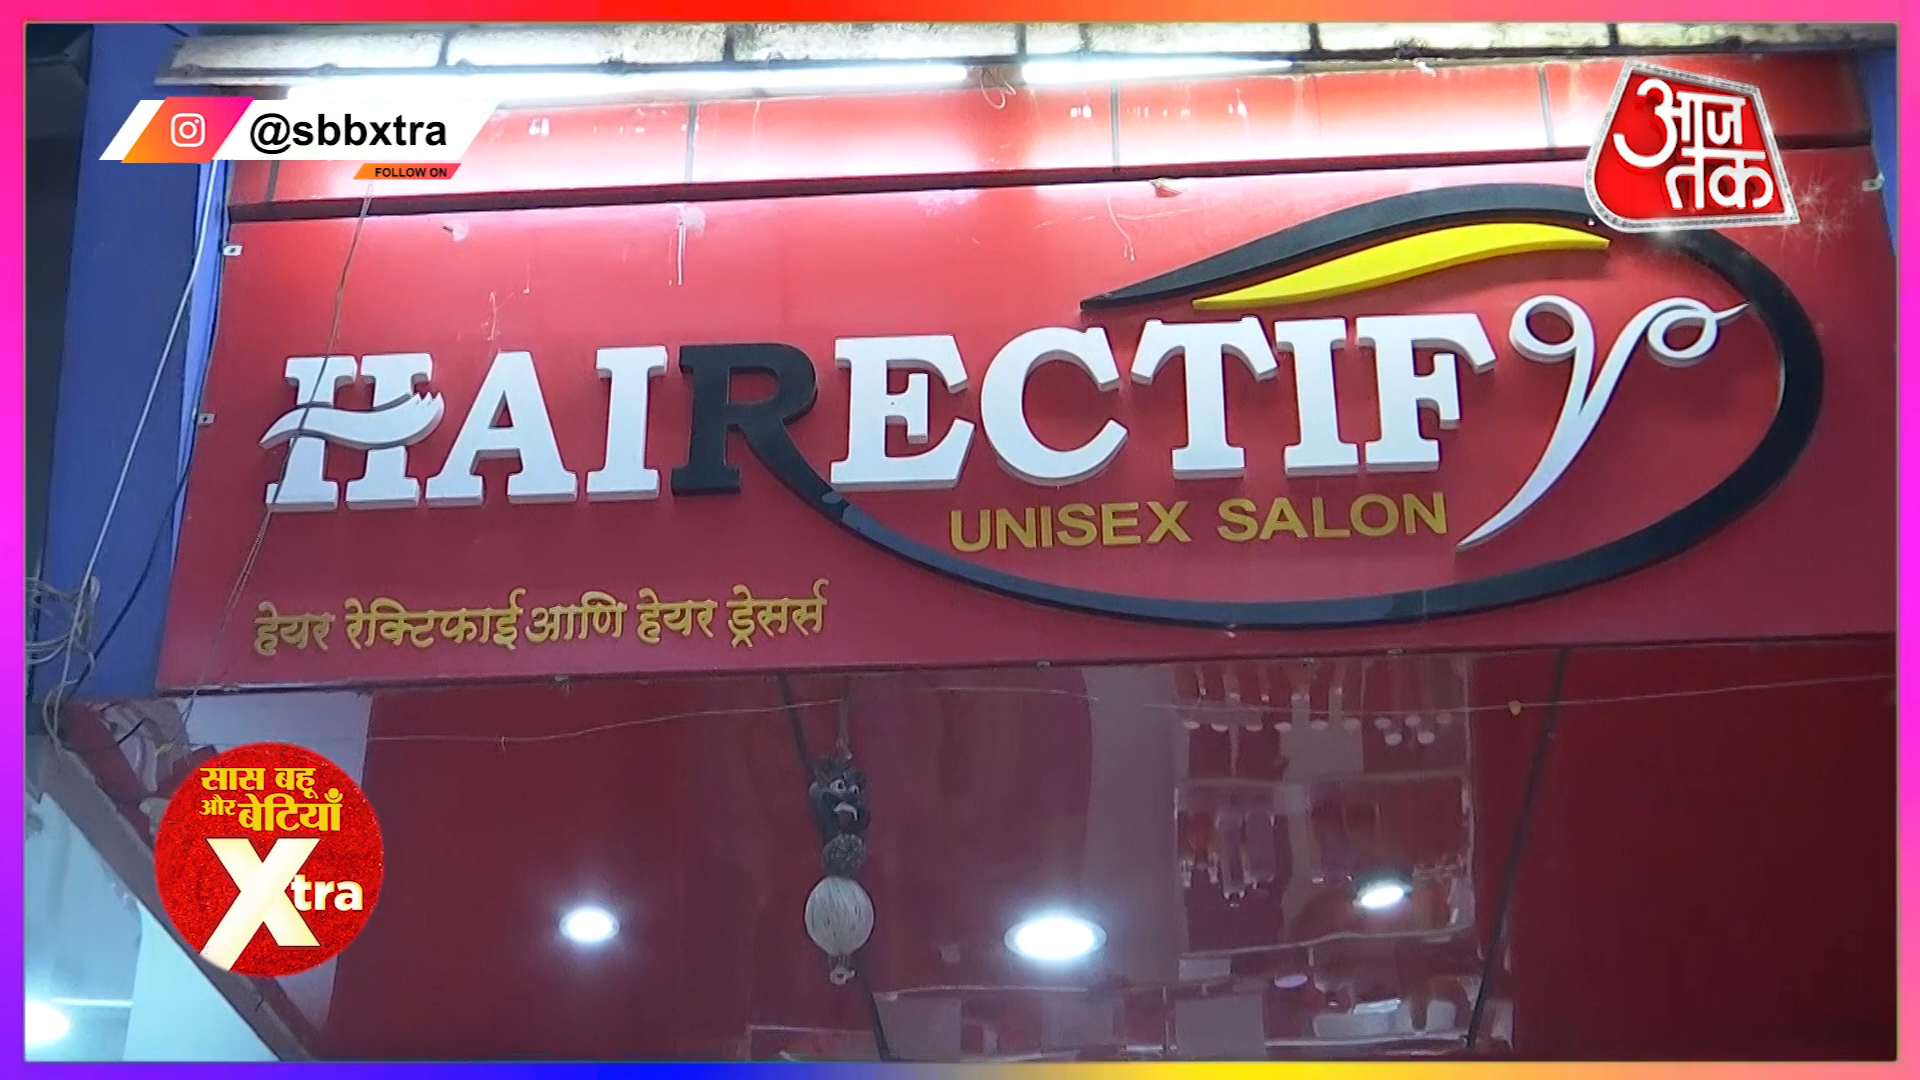 @sbbxtra
FOLLOW ON
आज
तक
HAIRECTIFY
UNISEX SALON
हेयर रेक्टिफाई आणि हेयर ड्रेसर्स
सास बहू
और बेटियाँ
Xtra